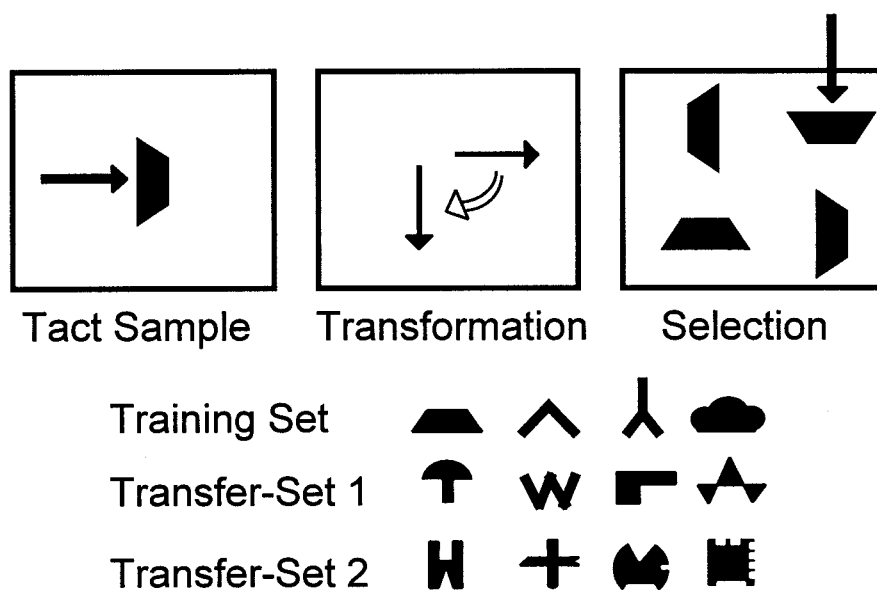 Tact Sample Transformation Selection
Training Set
Transfer-Set 1
Transfer-Set 2